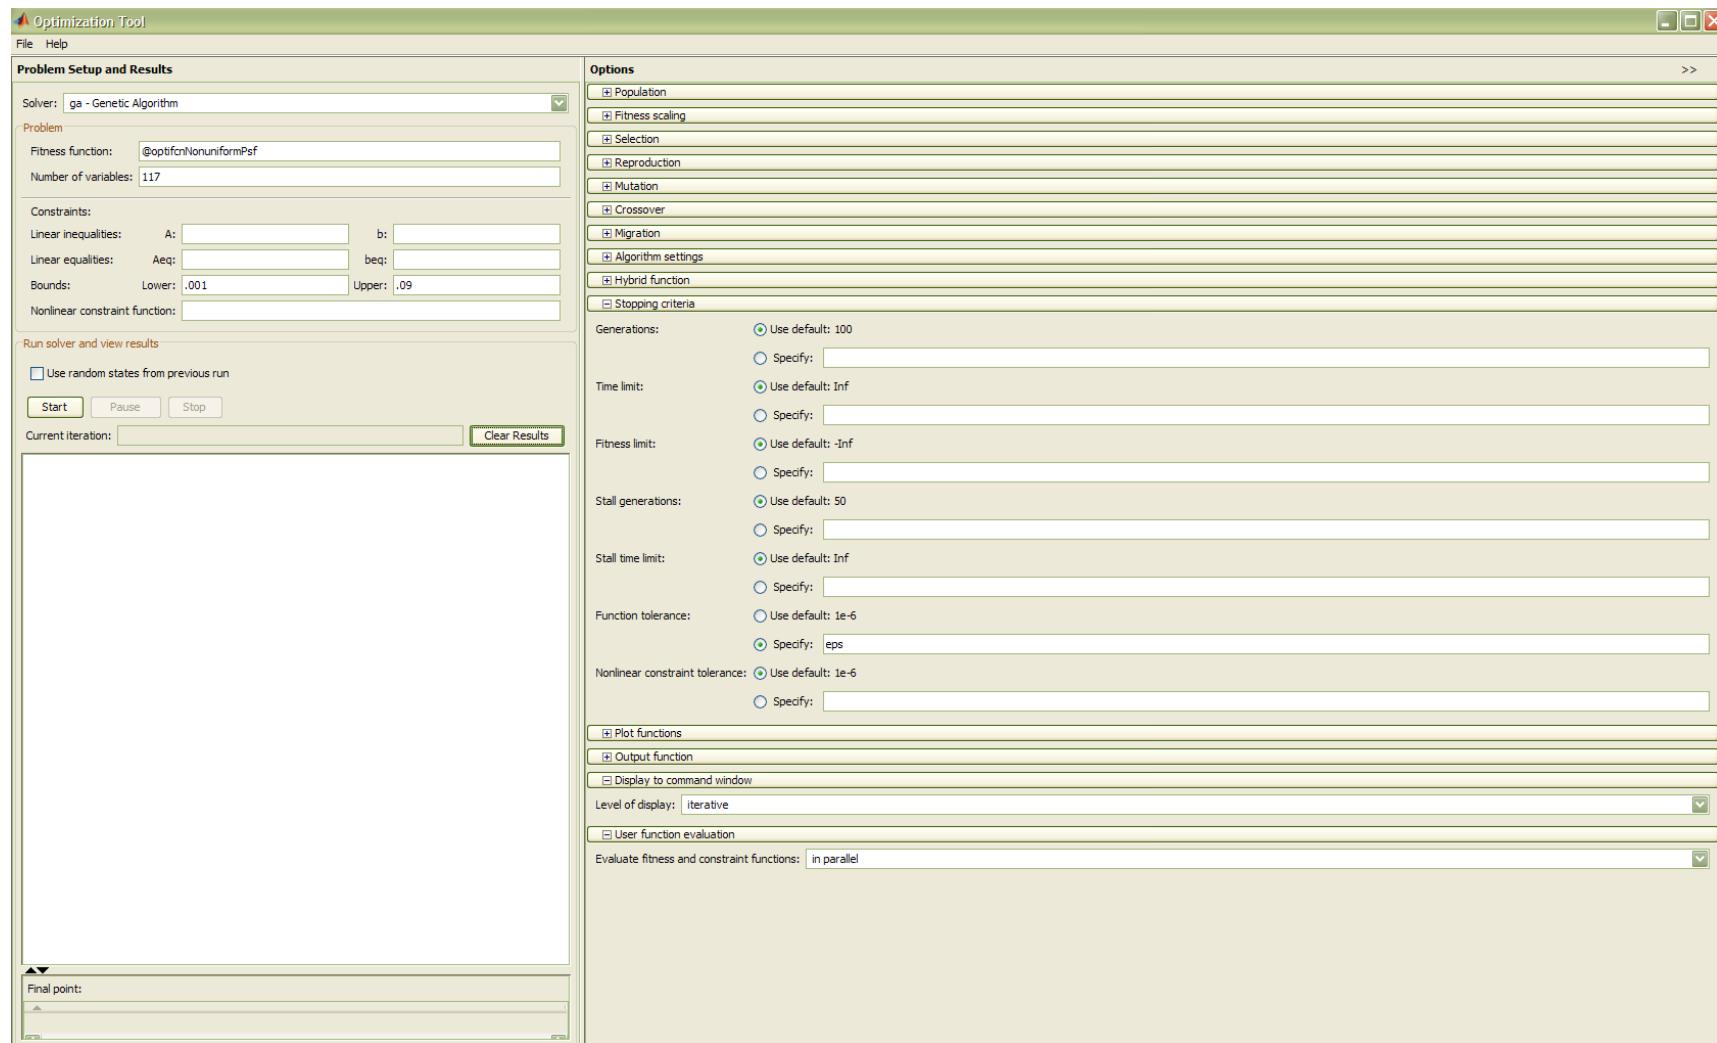 Optimization Tool
File Help
Problem Setup and Results
Solver: ga - Genetic Algorithm
Problem
Fitness function: @optifcnNonuniformPsf
Number of variables: 117
Constraints:
Linear inequalities: A: b:
Linear equalities: Aeq: beq:
Bounds: Lower: .001 Upper: .09
Nonlinear constraint function:
Run solver and view results
Use random states from previous run
Start Pause Stop
Current iteration: Clear Results
Final point:
Options >>
Population
Fitness scaling
Selection
Reproduction
Mutation
Crossover
Migration
Algorithm settings
Hybrid function
Stopping criteria
Generations: Use default: 100
Specify:
Time limit: Use default: Inf
Specify:
Fitness limit: Use default: -Inf
Specify:
Stall generations: Use default: 50
Specify:
Stall time limit: Use default: Inf
Specify:
Function tolerance: Use default: 1e-6
Specify: eps
Nonlinear constraint tolerance: Use default: 1e-6
Specify:
Plot functions
Output function
Display to command window
Level of display: iterative
User function evaluation
Evaluate fitness and constraint functions: in parallel